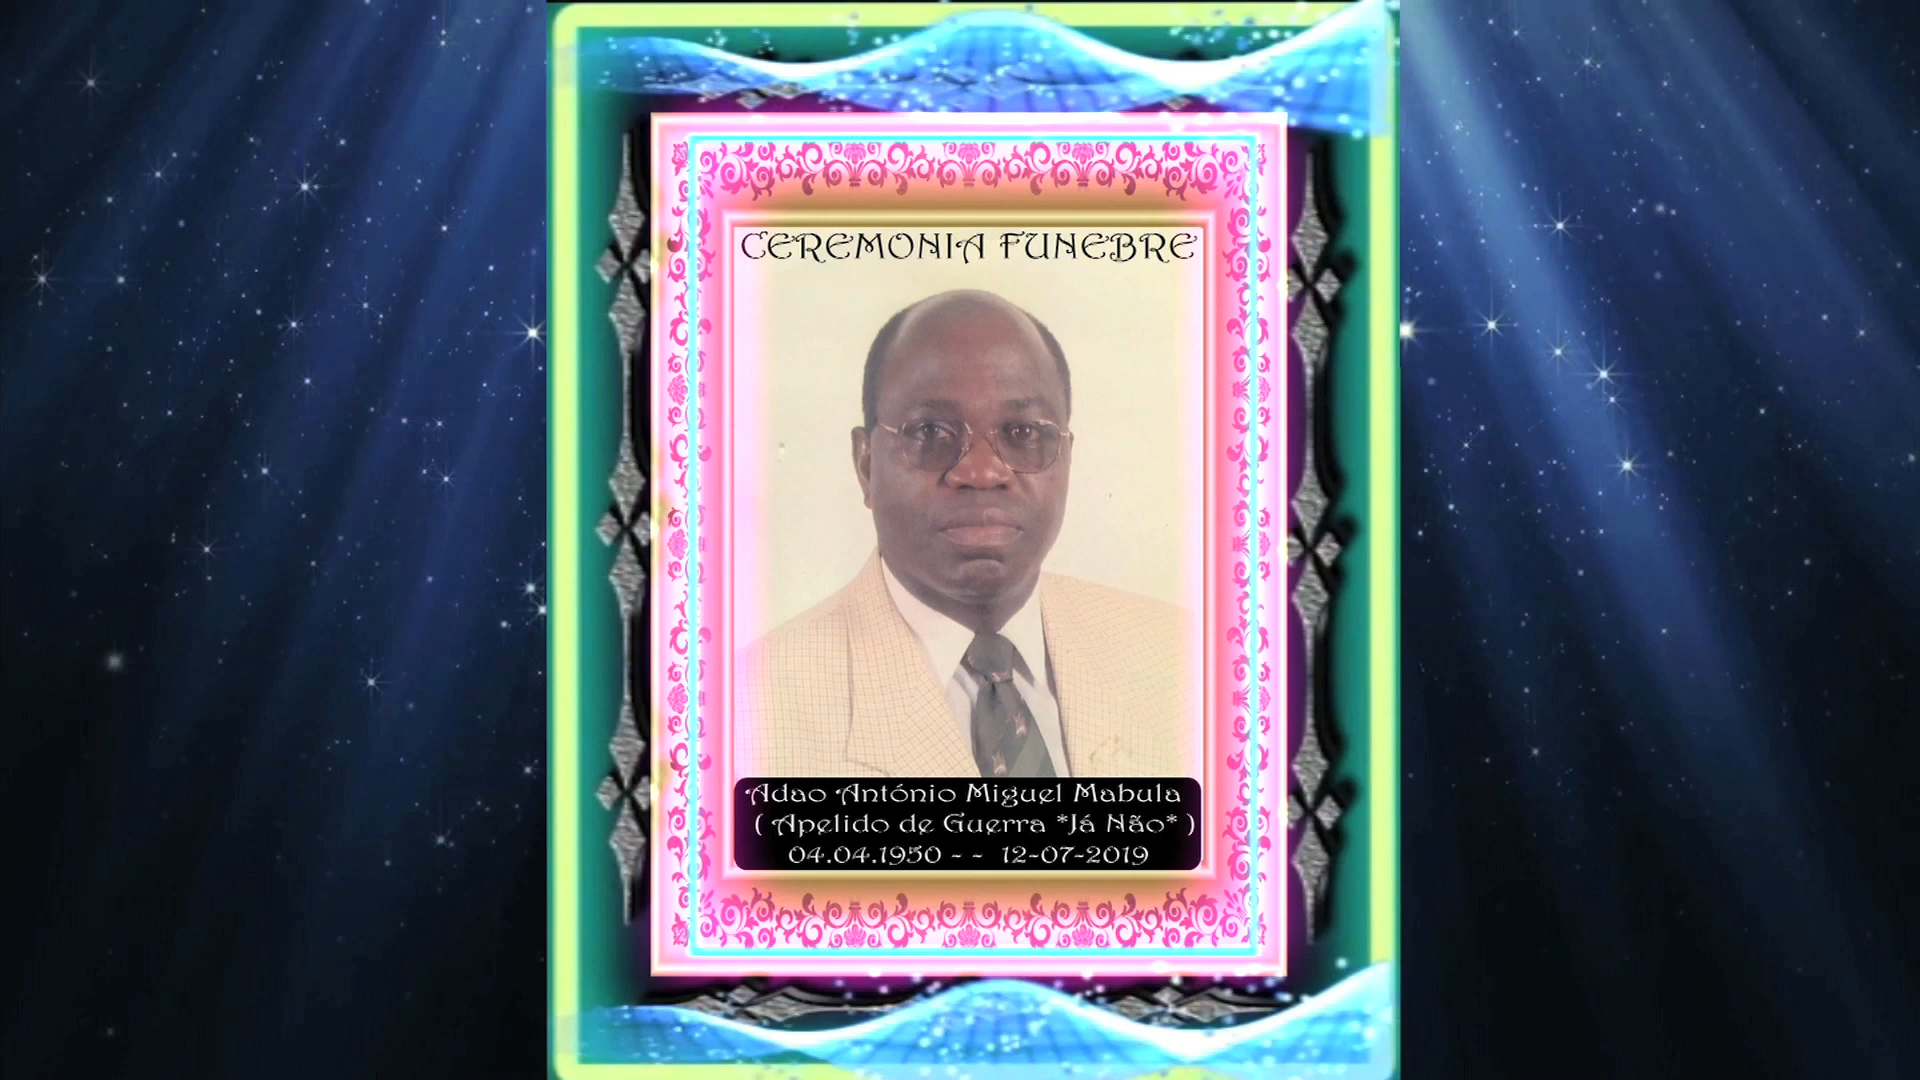 CEREMONIA FUNEBRE
Adao António Miguel Mabula
( Apelido de Guerra *Já Não* )
04.04.1950 - - 12-07-2019